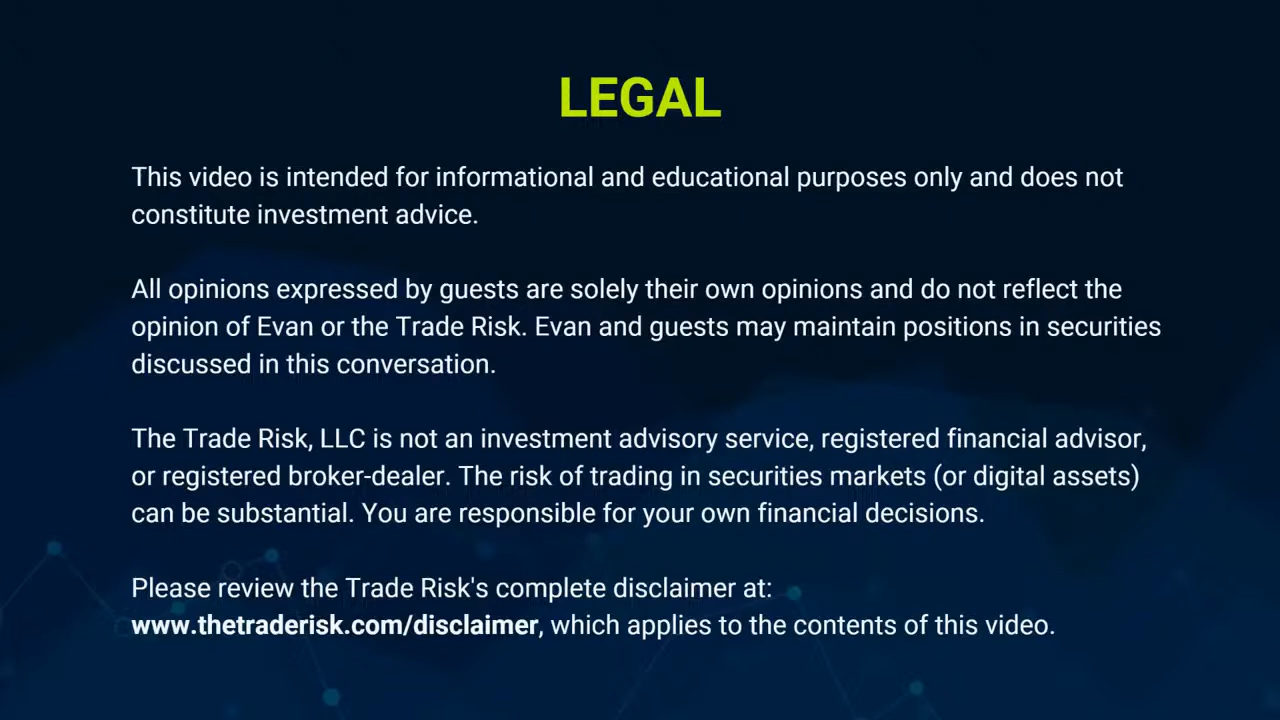 LEGAL
This video is intended for informational and educational purposes only and does not
constitute investment advice.
All opinions expressed by guests are solely their own opinions and do not reflect the
opinion of Evan or the Trade Risk. Evan and guests may maintain positions in securities
discussed in this conversation.
The Trade Risk, LLC is not an investment advisory service, registered financial advisor,
or registered broker-dealer. The risk of trading in securities markets (or digital assets)
can be substantial. You are responsible for your own financial decisions.
Please review the Trade Risk's complete disclaimer at:
www.thetraderisk.com/disclaimer, which applies to the contents of this video.